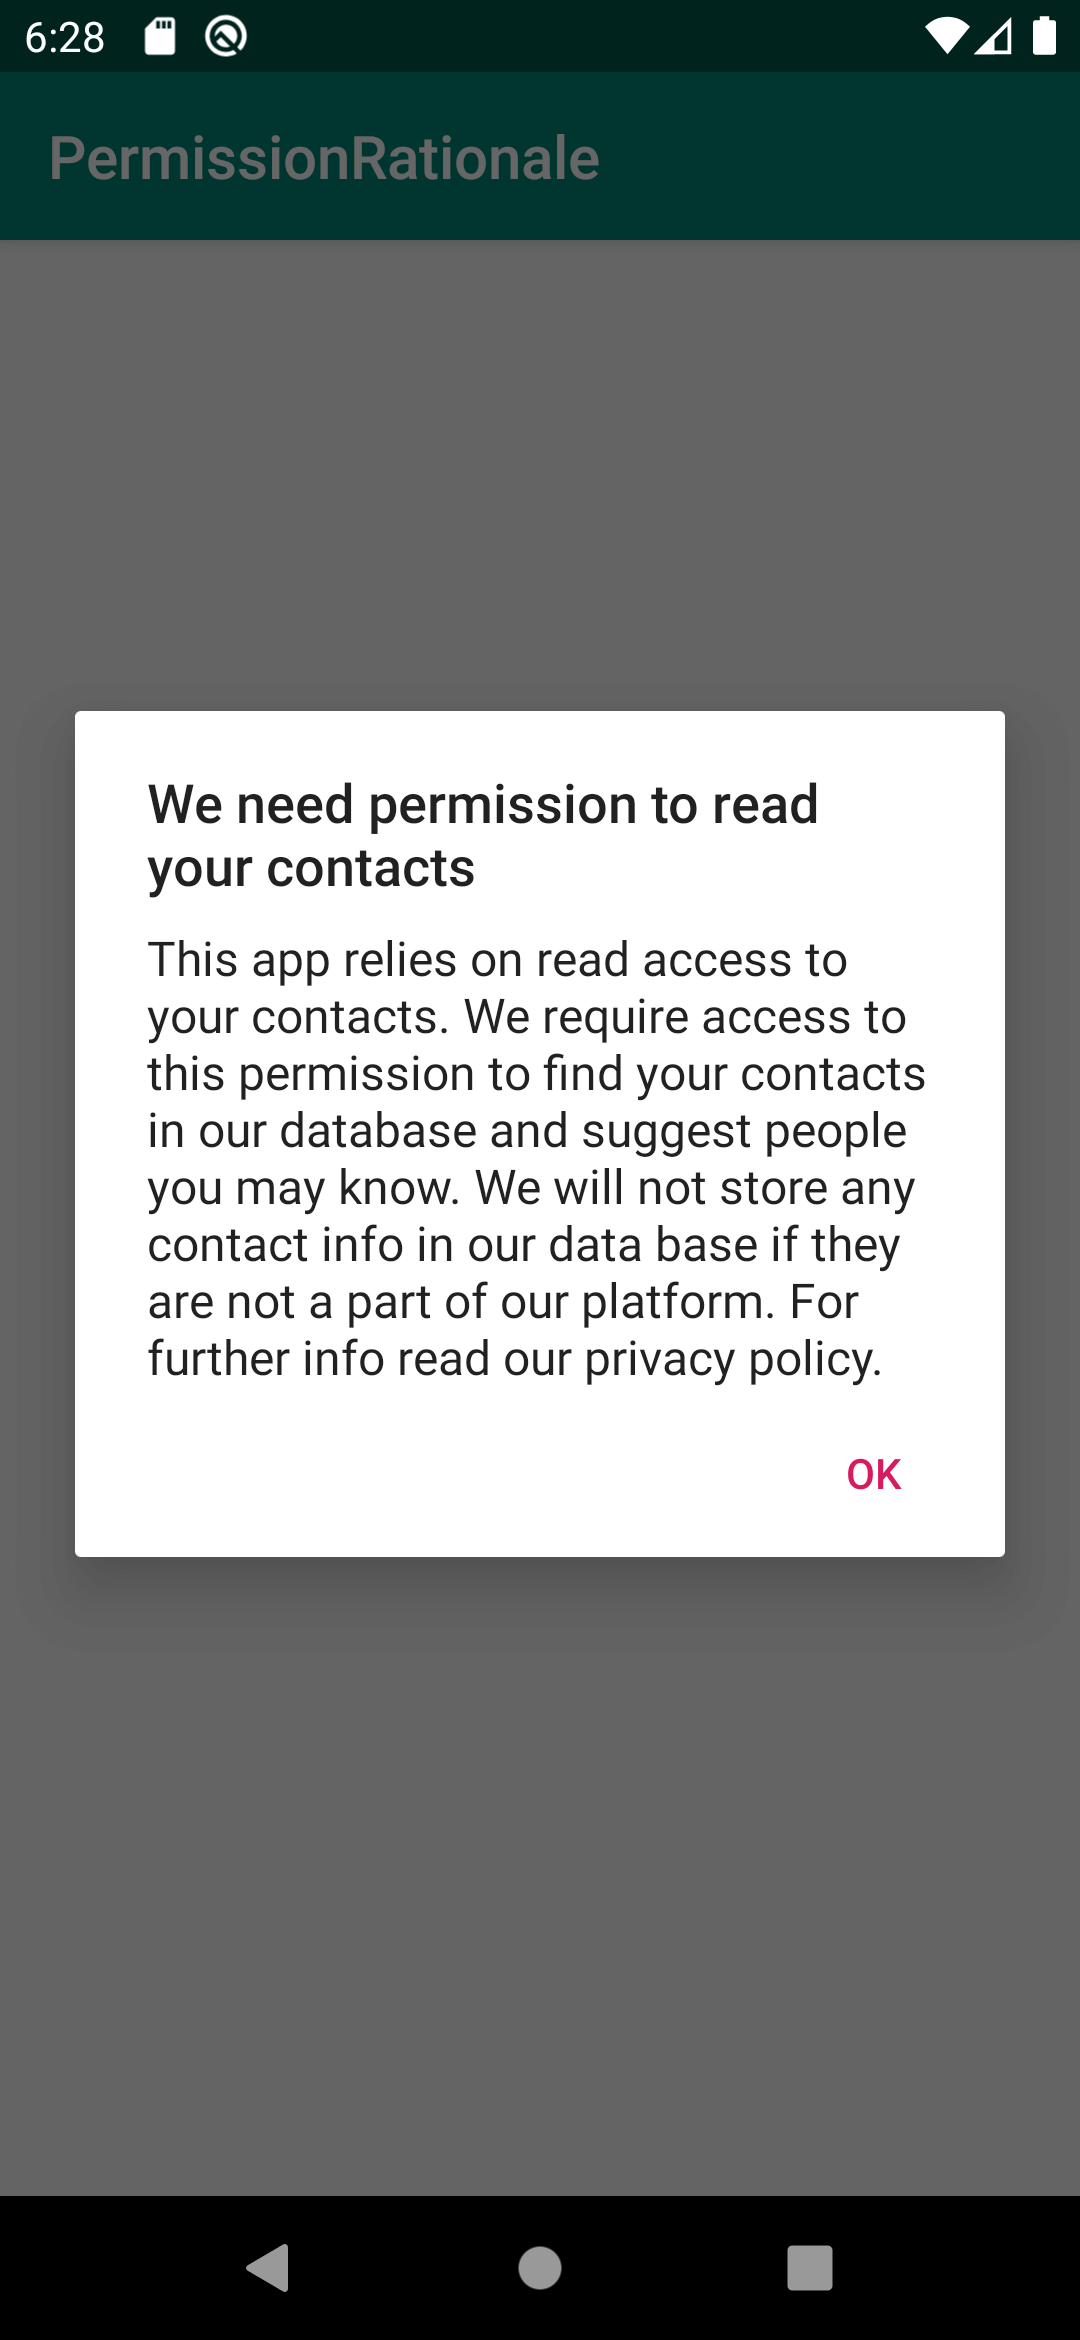 6:28
PermissionRationale
We need permission to read
your contacts
This app relies on read access to
your contacts. We require access to
this permission to find your contacts
in our database and suggest people
you may know. We will not store any
contact info in our data base if they
are not a part of our platform. For
further info read our privacy policy.
OK